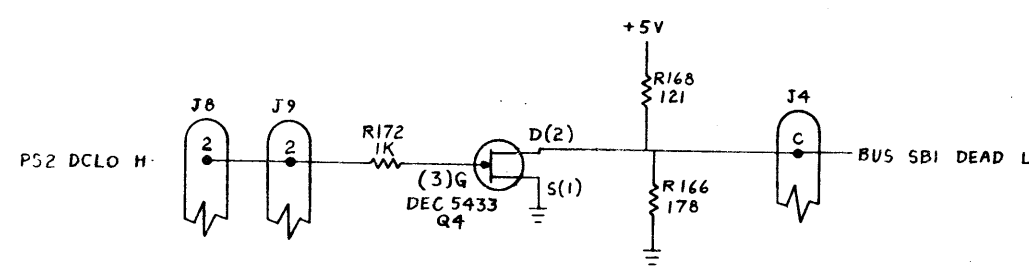 +5V
R168
121
J8
J9
J4
R172
1K
D(2)
2
2
C
PS2 DCLO H
BUS SBI DEAD L
(3)G
S(1)
DEC 5433
Q4
R166
178